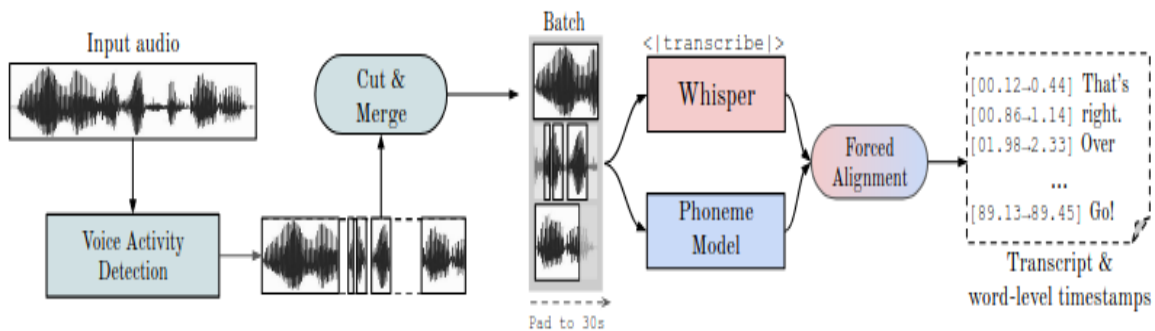 Input audio
Voice Activity
Detection
Cut &
Merge
Batch
Pad to 30s
<|transcribe|>
Whisper
Phoneme
Model
Forced
Alignment
[00.12→0.44] That's
[00.86→1.14] right.
[01.98→2.33] Over
...
[89.13→89.45] Go!
Transcript &
word-level timestamps